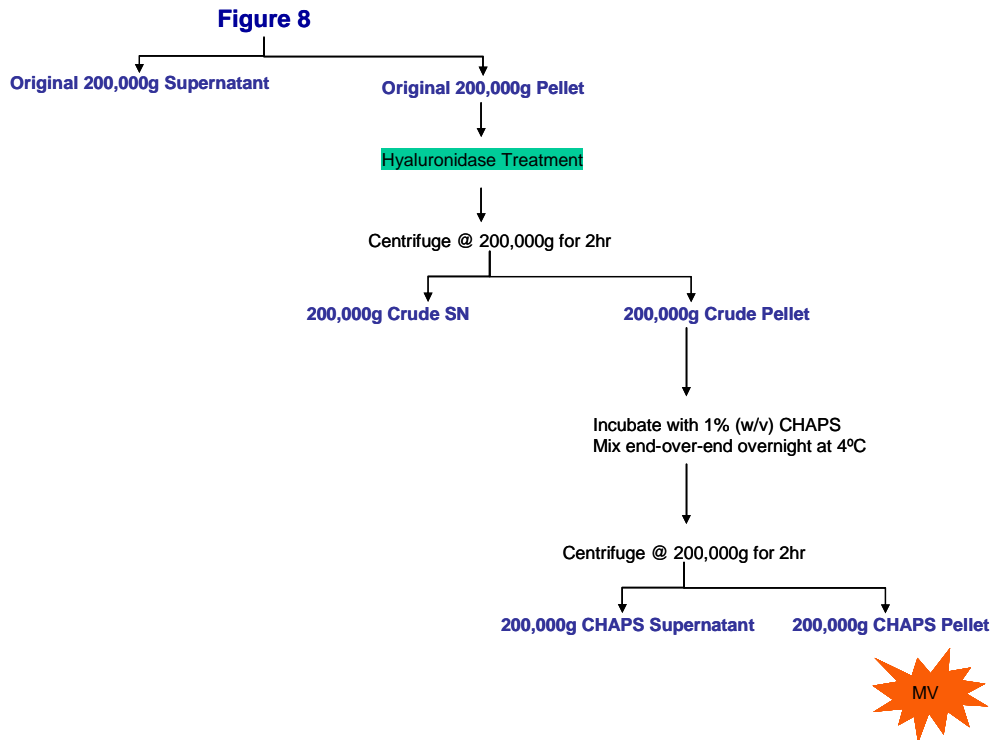 Figure 8
Original 200,000g Supernatant
Original 200,000g Pellet
Hyaluronidase Treatment
Centrifuge @ 200,000g for 2hr
200,000g Crude SN
200,000g Crude Pellet
Incubate with 1% (w/v) CHAPS
Mix end-over-end overnight at 4ºC
Centrifuge @ 200,000g for 2hr
200,000g CHAPS Supernatant
200,000g CHAPS Pellet
MV